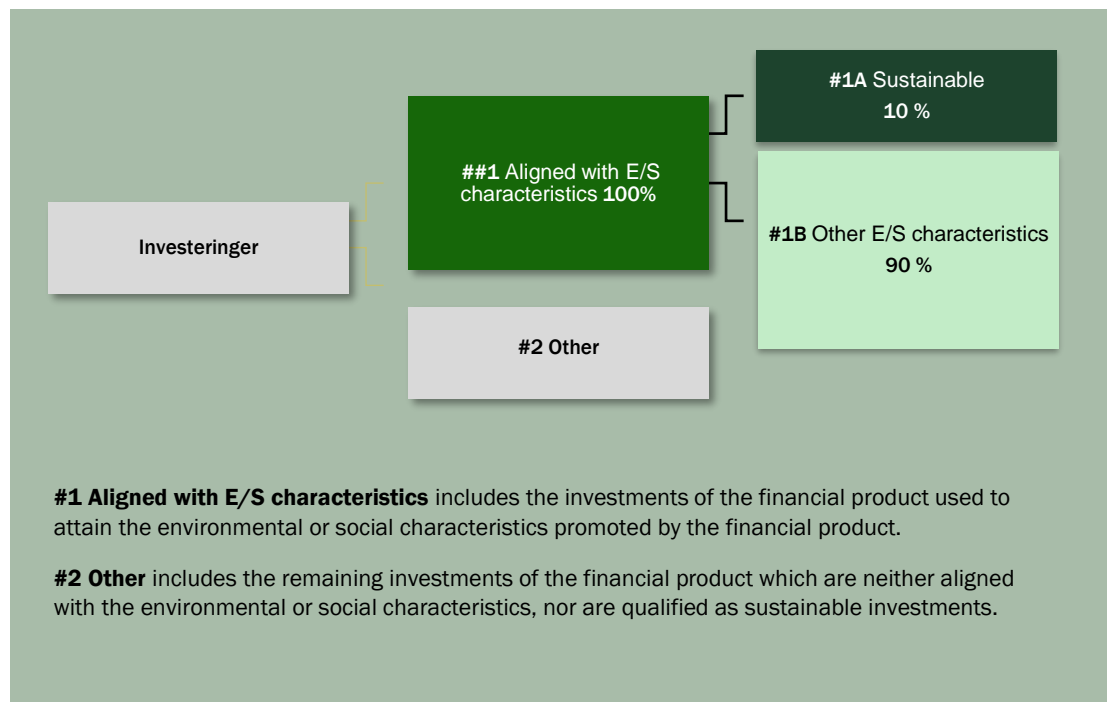 #1A Sustainable
10 %
##1 Aligned with E/S
characteristics 100%
#1B Other E/S characteristics
90 %
Investeringer
#2 Other
#1 Aligned with E/S characteristics includes the investments of the financial product used to
attain the environmental or social characteristics promoted by the financial product.
#2 Other includes the remaining investments of the financial product which are neither aligned
with the environmental or social characteristics, nor are qualified as sustainable investments.